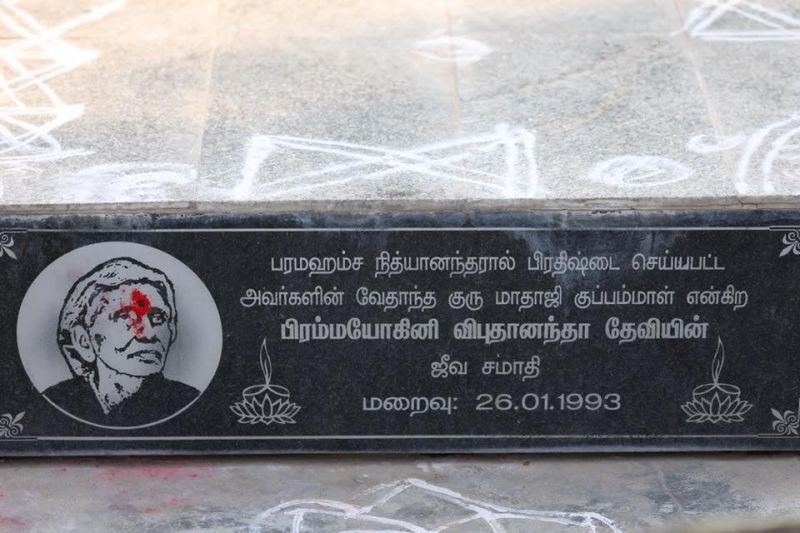 பரமஹம்ச நித்யானந்தரால் பிரதிஷ்டை செய்யபட்ட
அவர்களின் வேதாந்த குரு மாதாஜி குப்பம்மாள் என்கிற
பிரம்மயோகினி விபுதானந்தா தேவியின்
ஜீவ சமாதி
மறைவு: 26.01.1993